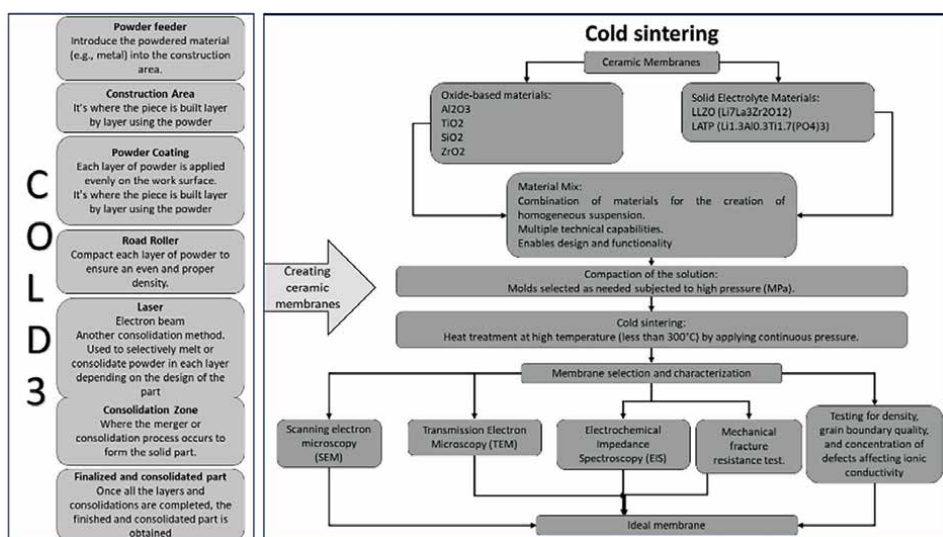 COLD3
Powder feeder
Introduce the powdered material
(e.g., metal) into the construction
area.
Construction Area
It's where the piece is built layer
by layer using the powder
Powder Coating
Each layer of powder is applied
evenly on the work surface.
It's where the piece is built layer
by layer using the powder
Road Roller
Compact each layer of powder to
ensure an even and proper
density.
Laser
Electron beam
Another consolidation method.
Used to selectively melt or
consolidate powder in each layer
depending on the design of the
part
Consolidation Zone
Where the merger or
consolidation process occurs to
form the solid part.
Finalized and consolidated part
Once all the layers and
consolidations are completed, the
finished and consolidated part is
obtained
Creating
ceramic
membranes
Cold sintering
Ceramic Membranes
Oxide-based materials:
Al2O3
TiO2
SiO2
ZrO2
Solid Electrolyte Materials:
LLZO (Li7La3Zr2O12)
LATP (Li1.3Al0.3Ti1.7(PO4)3)
Material Mix:
Combination of materials for the creation of
homogeneous suspension.
Multiple technical capabilities.
Enables design and functionality
Compaction of the solution:
Molds selected as needed subjected to high pressure (MPa).
Cold sintering:
Heat treatment at high temperature (less than 300°C) by applying continuous pressure.
Membrane selection and characterization
Scanning electron
microscopy
(SEM)
Transmission Electron
Microscopy (TEM)
Electrochemical
Impedance
Spectroscopy (EIS)
Mechanical
fracture
resistance test.
Testing for density,
grain boundary quality,
and concentration of
defects affecting ionic
conductivity
Ideal membrane